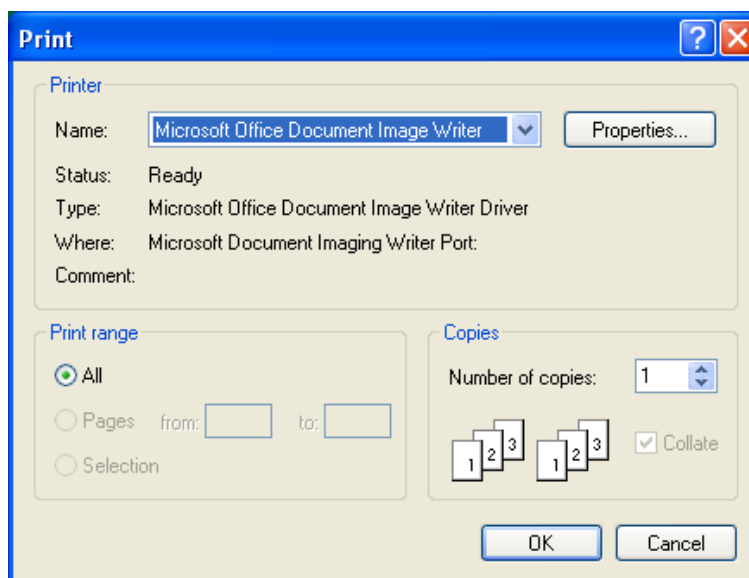 Print
Printer
Name: Microsoft Office Document Image Writer Properties...
Status: Ready
Type: Microsoft Office Document Image Writer Driver
Where: Microsoft Document Imaging Writer Port:
Comment:
Print range Copies
All Number of copies: 1
Pages from: to:
1 2 3 1 2 3 Collate
Selection
OK Cancel